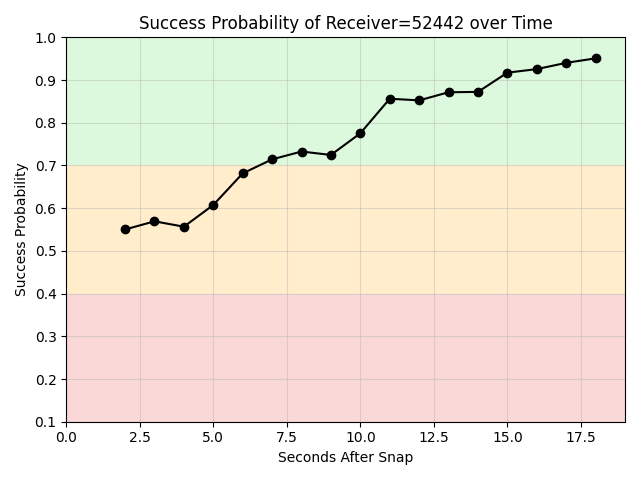 Success Probability of Receiver=52442 over Time
1.0
0.9
0.8
0.7
0.6
0.5
0.4
0.3
0.2
0.1
Success Probability
0.0 2.5 5.0 7.5 10.0 12.5 15.0 17.5
Seconds After Snap